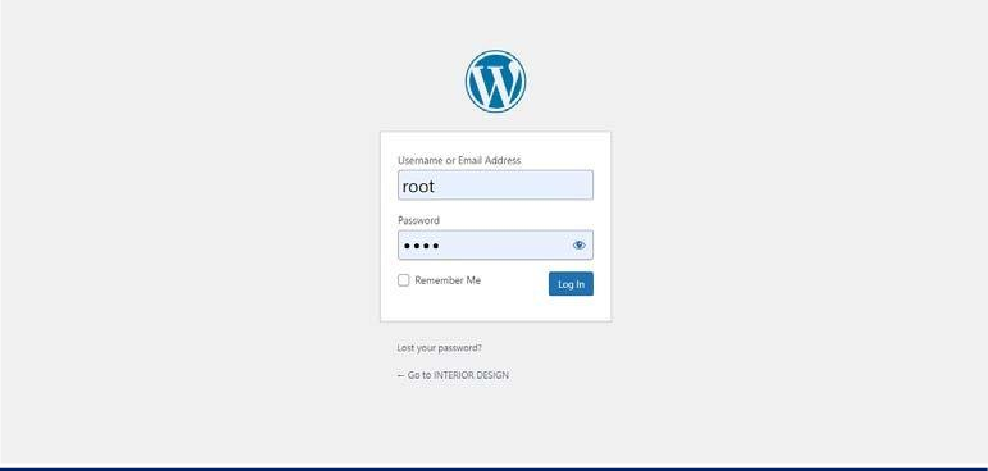 Username or Email Address
root
Password
••••
Remember Me
Log In
Lost your password?
← Go to INTERIOR DESIGN